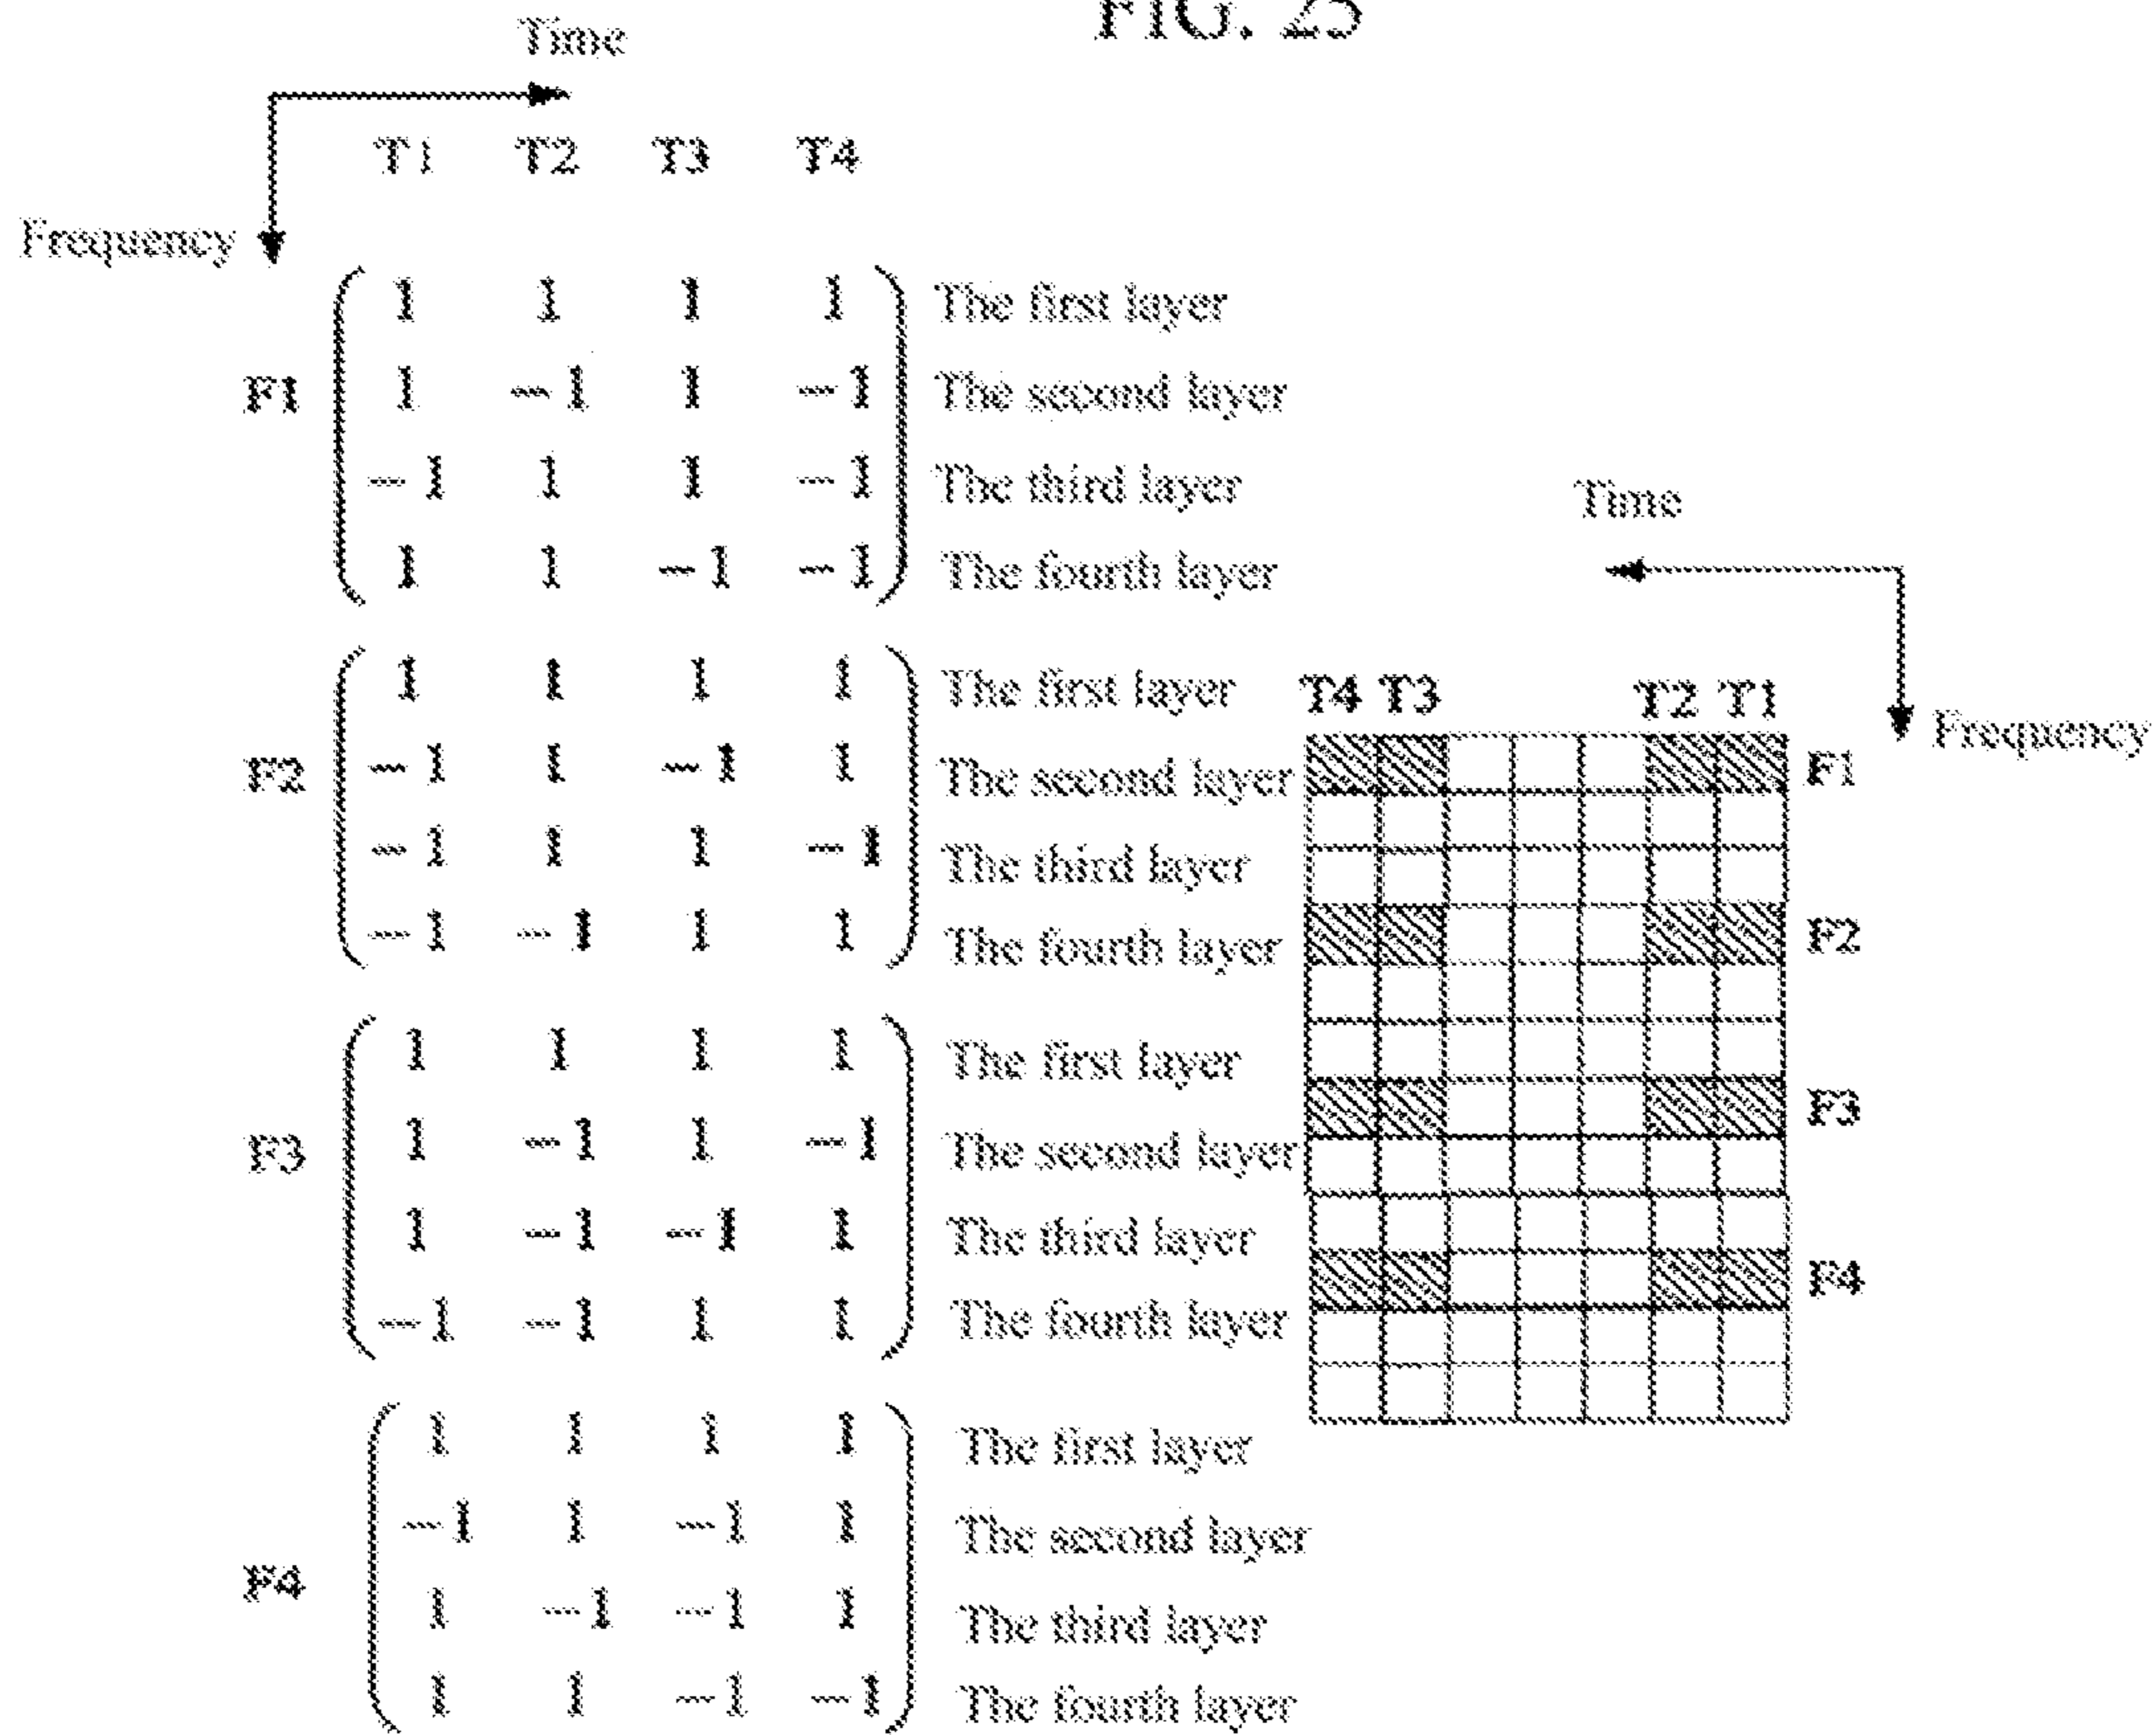 FIG. 25
Time
T1 T2 T3 T4
Frequency
F1
1 1 1 1 The first layer
1 -1 1 -1 The second layer
-1 1 1 -1 The third layer
1 1 -1 -1 The fourth layer
F2
1 1 1 1 The first layer
-1 1 -1 1 The second layer
-1 1 1 -1 The third layer
-1 -1 1 1 The fourth layer
F3
1 1 1 1 The first layer
1 -1 1 -1 The second layer
1 -1 -1 1 The third layer
-1 -1 1 1 The fourth layer
F4
1 1 1 1 The first layer
-1 1 -1 1 The second layer
1 -1 -1 1 The third layer
1 1 -1 -1 The fourth layer
Time
Frequency
T4 T3 T2 T1
F1
F2
F3
F4